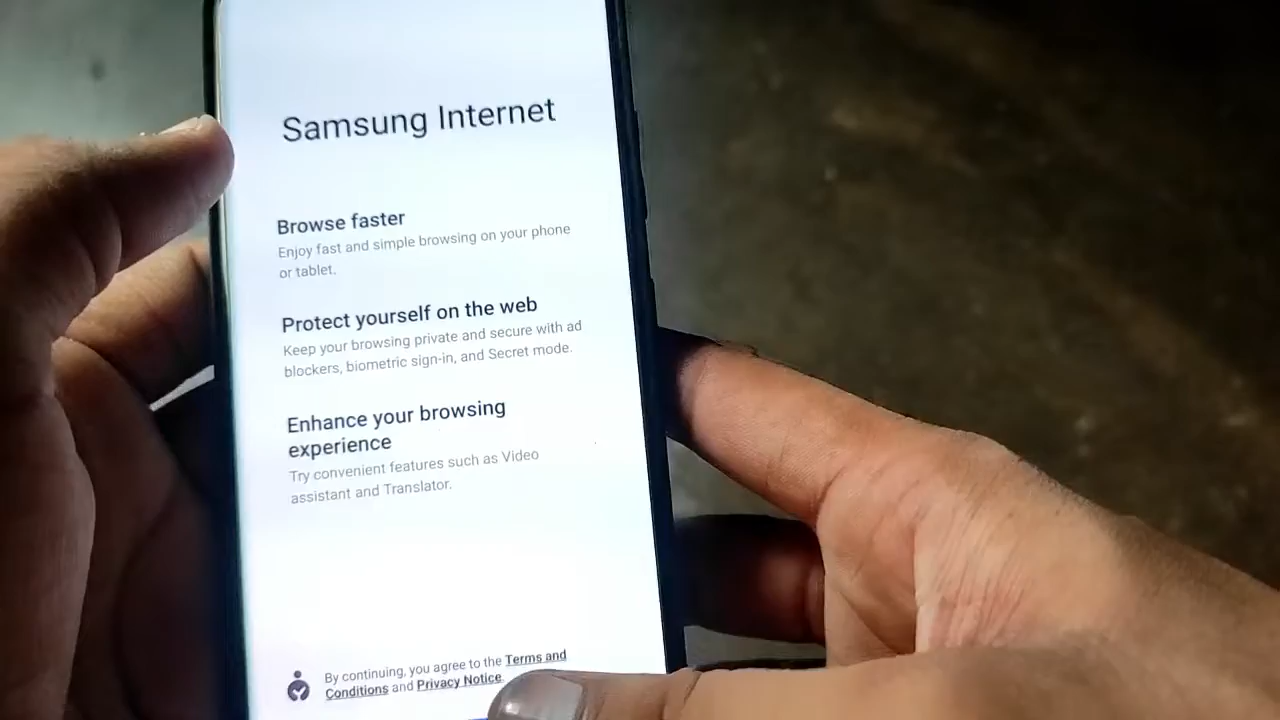 Samsung Internet
Browse faster
Enjoy fast and simple browsing on your phone
or tablet.
Protect yourself on the web
Keep your browsing private and secure with ad
blockers, biometric sign-in, and Secret mode.
Enhance your browsing
experience
Try convenient features such as Video
assistant and Translator.
By continuing, you agree to the Terms and
Conditions and Privacy Notice.